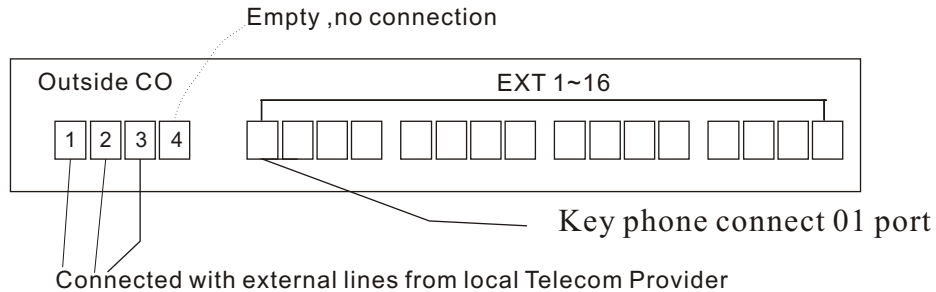 Empty ,no connection
Outside CO
EXT 1~16
1 2 3 4
Key phone connect 01 port
Connected with external lines from local Telecom Provider